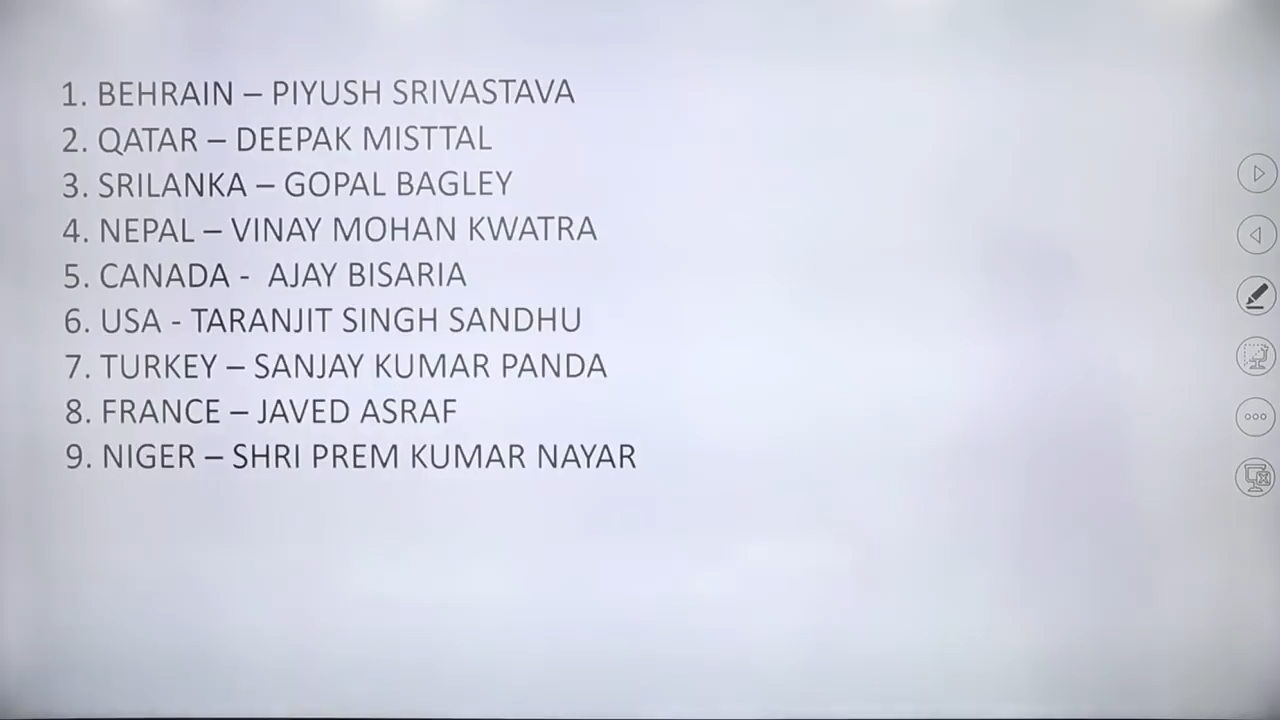 1. BEHRAIN – PIYUSH SRIVASTAVA
2. QATAR – DEEPAK MISTTAL
3. SRILANKA – GOPAL BAGLEY
4. NEPAL – VINAY MOHAN KWATRA
5. CANADA - AJAY BISARIA
6. USA - TARANJIT SINGH SANDHU
7. TURKEY – SANJAY KUMAR PANDA
8. FRANCE – JAVED ASRAF
9. NIGER – SHRI PREM KUMAR NAYAR